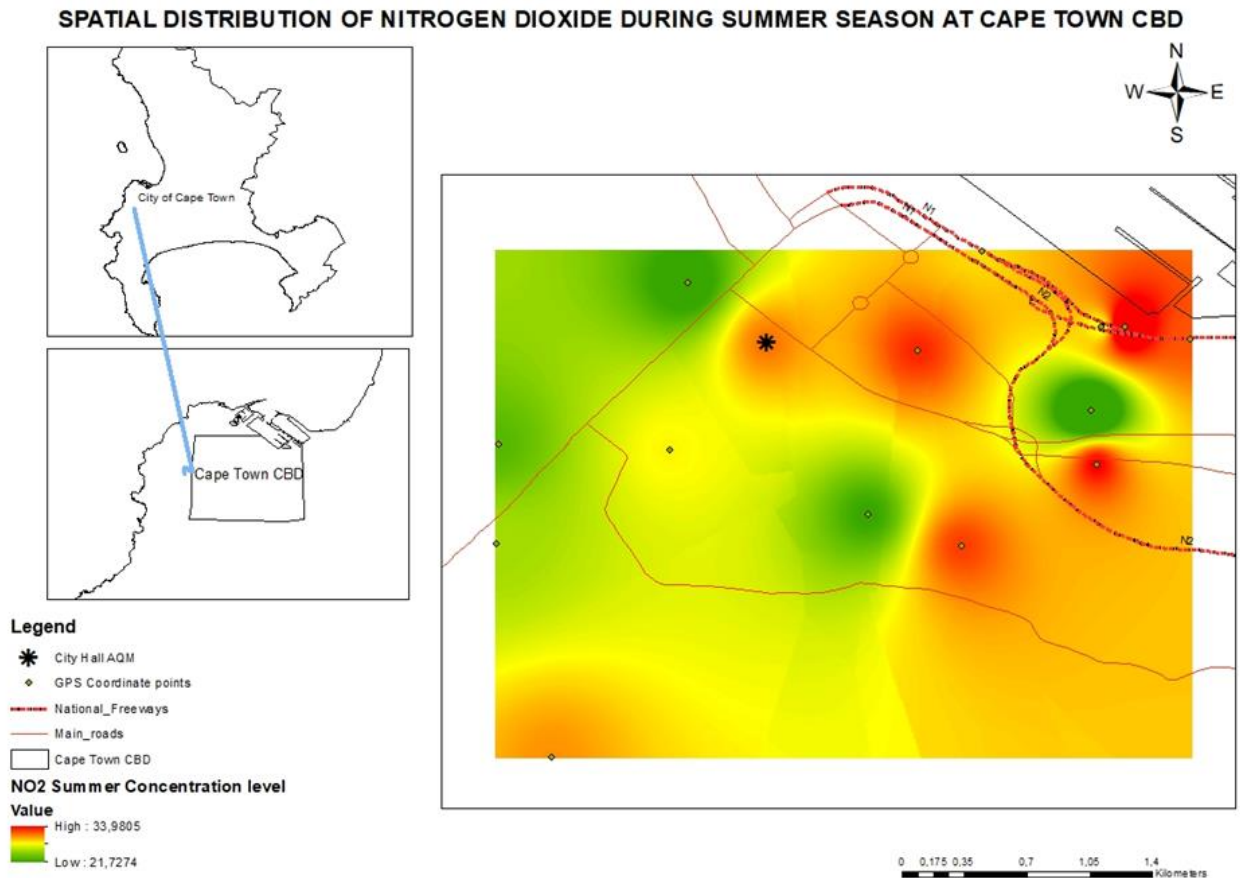 SPATIAL DISTRIBUTION OF NITROGEN DIOXIDE DURING SUMMER SEASON AT CAPE TOWN CBD
N
W E
S
City of Cape Town
Cape Town CBD
N1
N1
N2
N2
Legend
City Hall AQM
GPS Coordinate points
National_Freeways
Main_roads
Cape Town CBD
NO2 Summer Concentration level
Value
High : 33,9805
Low : 21,7274
0 0,175 0,35 0,7 1,05 1,4
Kilometers